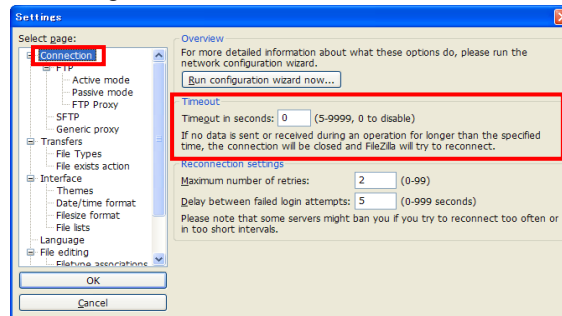 Settings
Select page:
Connection
FTP
Active mode
Passive mode
FTP Proxy
SFTP
Generic proxy
Transfers
File Types
File exists action
Interface
Themes
Date/time format
Filesize format
File lists
Language
File editing
Filetype associations
OK
Cancel
Overview
For more detailed information about what these options do, please run the
network configuration wizard.
Run configuration wizard now...
Timeout
Timeout in seconds: 0 (5-9999, 0 to disable)
If no data is sent or received during an operation for longer than the specified
time, the connection will be closed and FileZilla will try to reconnect.
Reconnection settings
Maximum number of retries: 2 (0-99)
Delay between failed login attempts: 5 (0-999 seconds)
Please note that some servers might ban you if you try to reconnect too often or
in too short intervals.